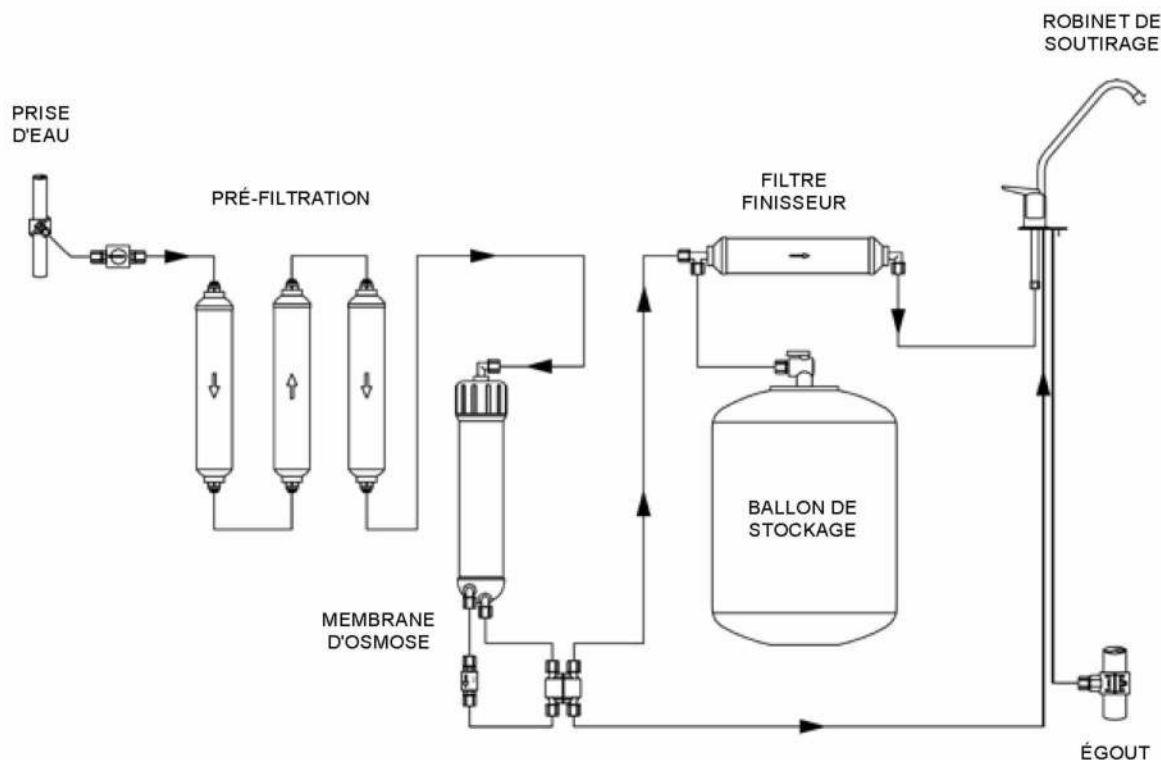 ROBINET DE
SOUTIRAGE
PRISE
D'EAU
PRÉ-FILTRATION
FILTRE
FINISSEUR
BALLON DE
STOCKAGE
MEMBRANE
D'OSMOSE
ÉGOUT